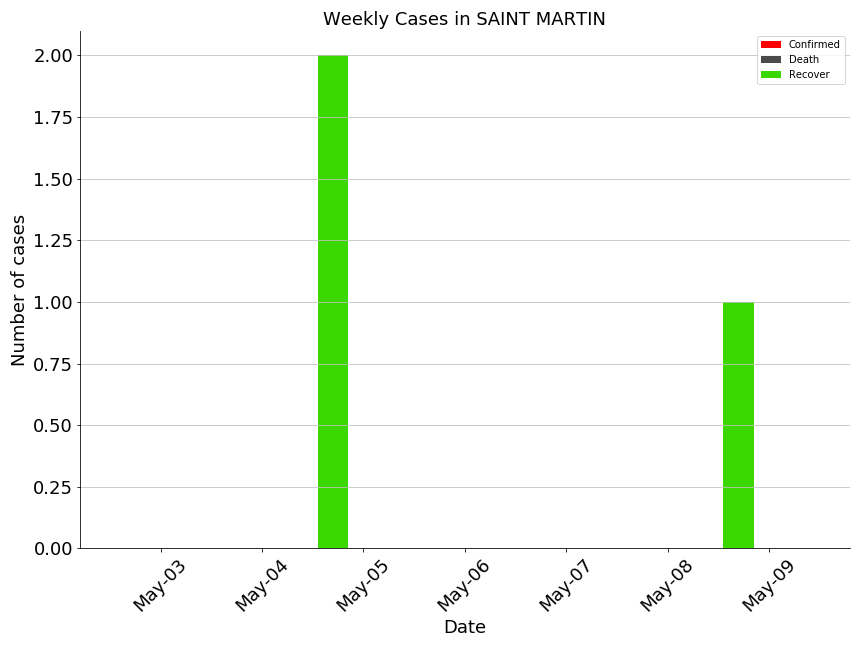 Weekly Cases in SAINT MARTIN
Confirmed
Death
Recover
Number of cases
2.00
1.75
1.50
1.25
1.00
0.75
0.50
0.25
0.00
May-03
May-04
May-05
May-06
May-07
May-08
May-09
Date